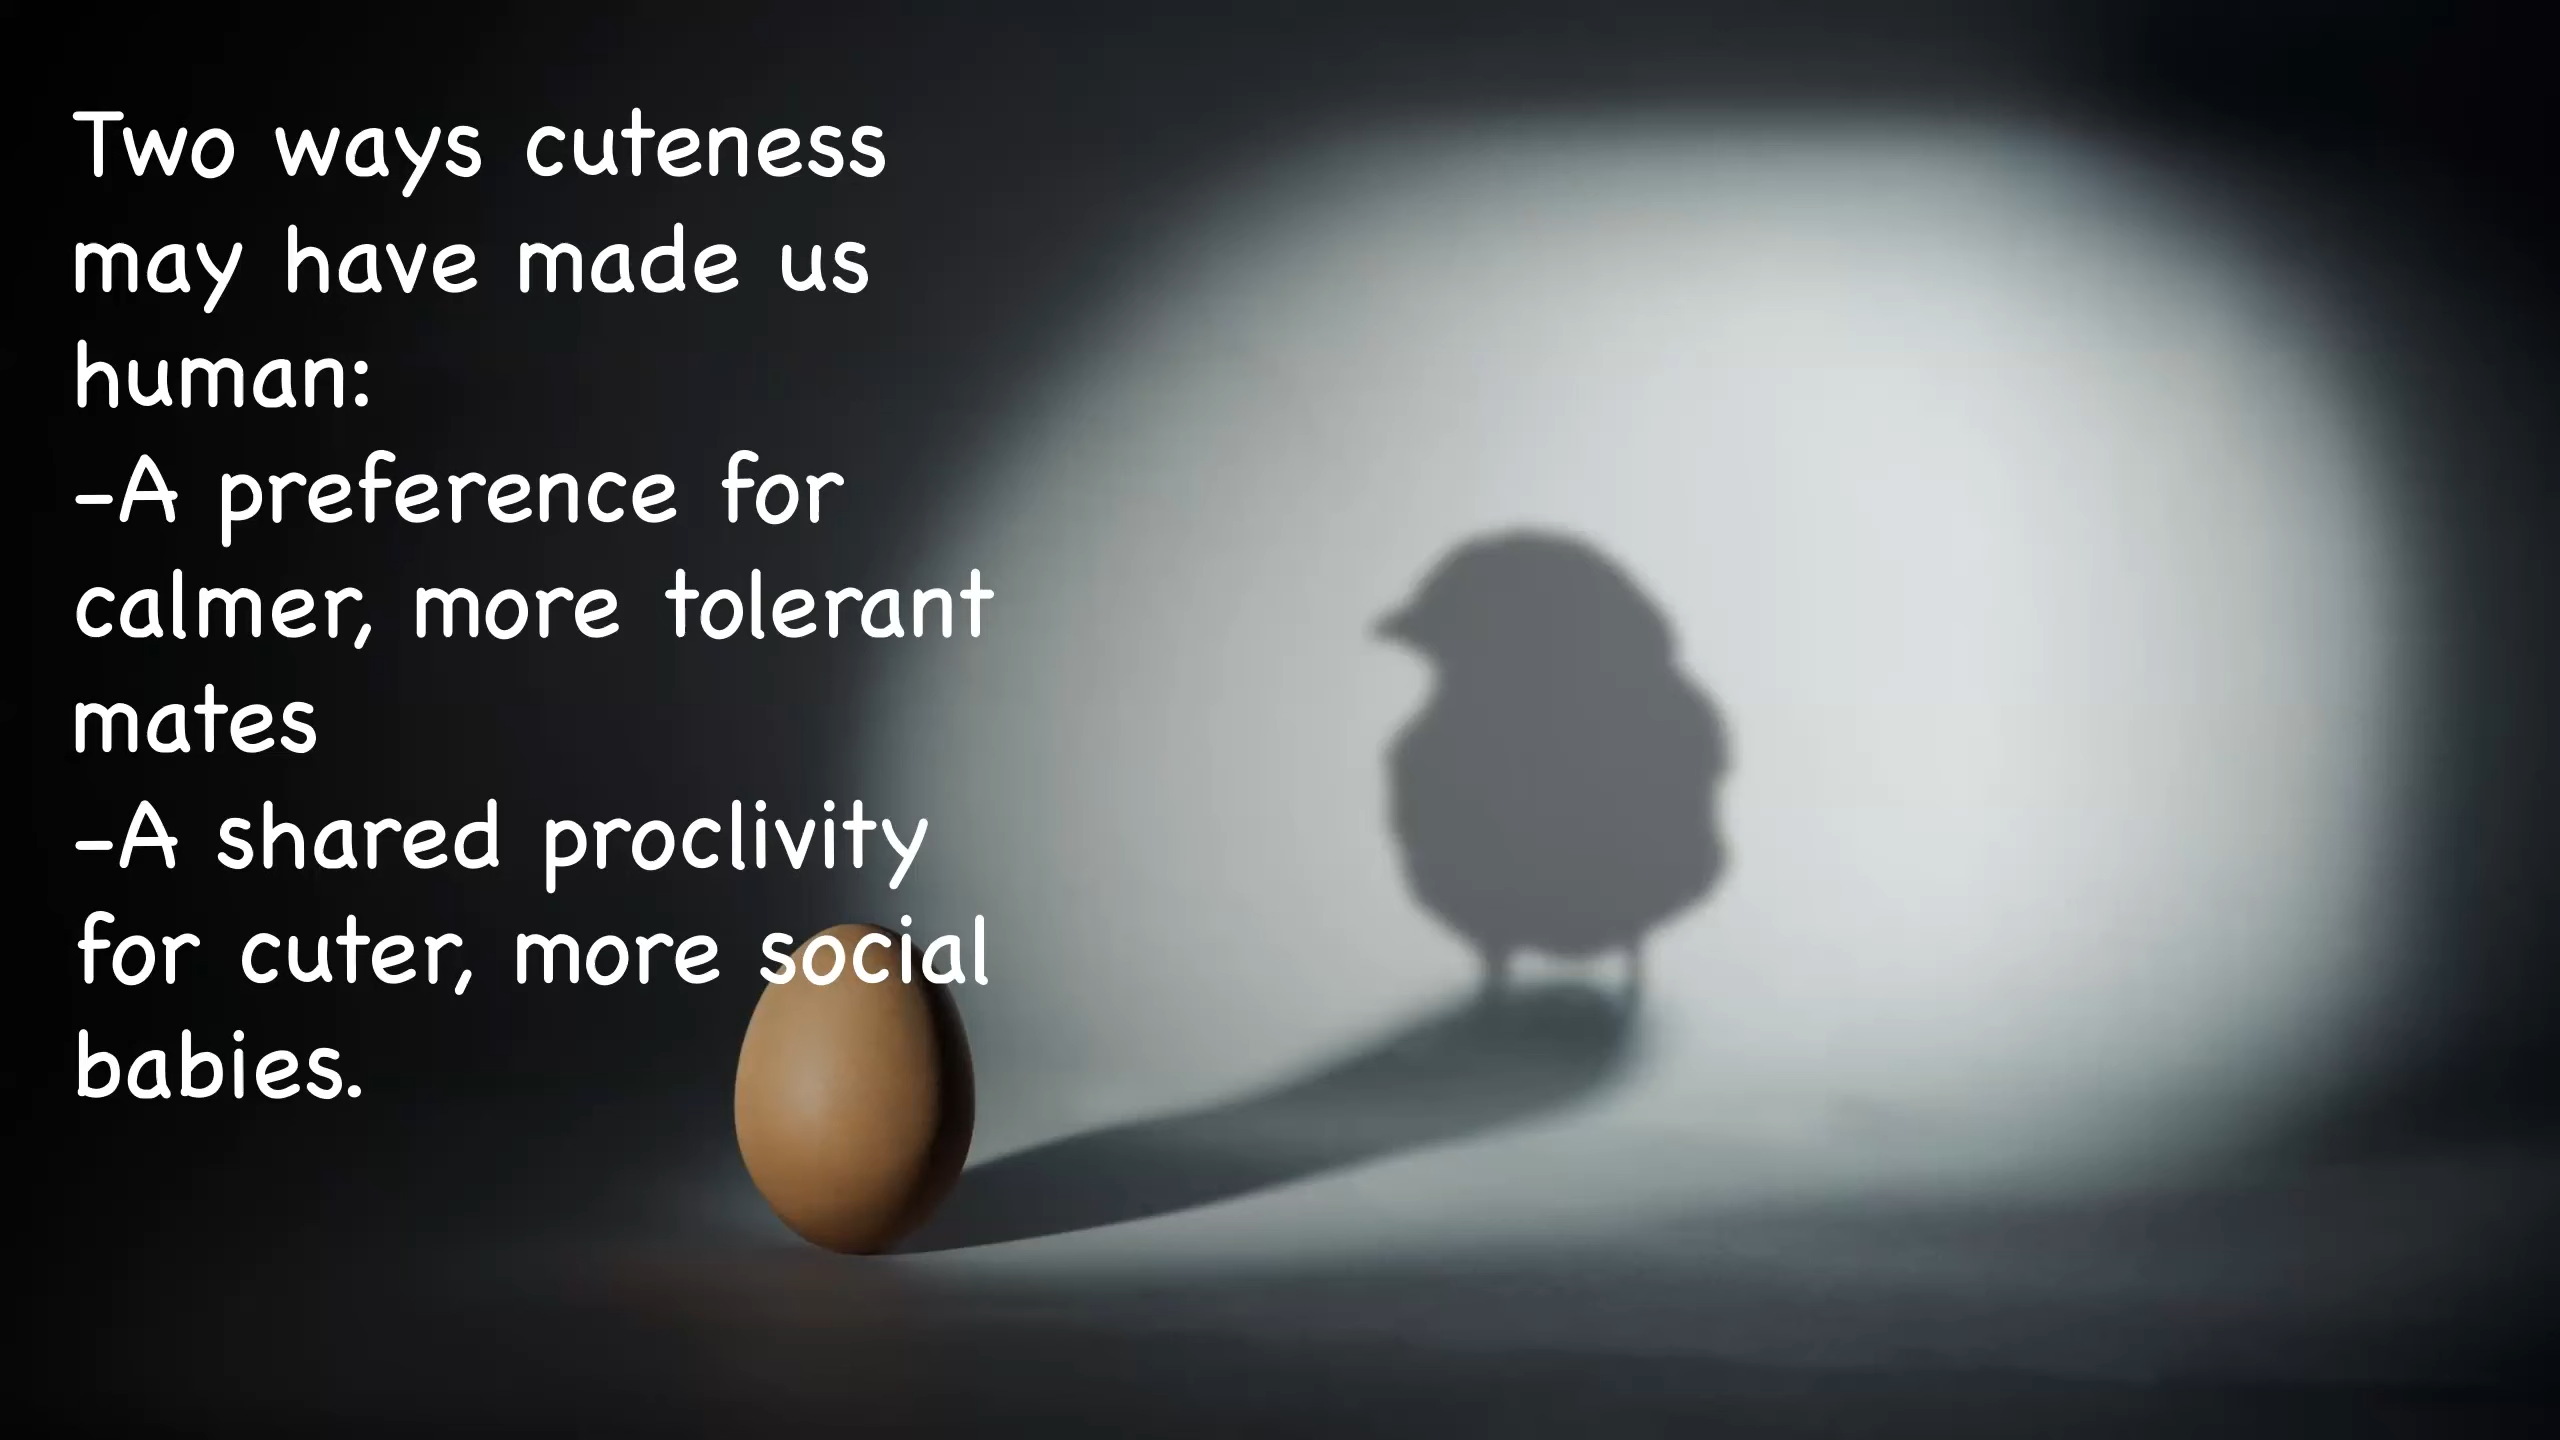 Two ways cuteness
may have made us
human:
-A preference for
calmer, more tolerant
mates
-A shared proclivity
for cuter, more social
babies.